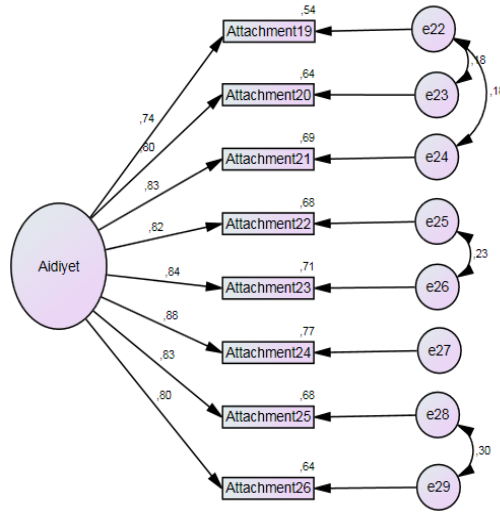 ,54
Attachment19
e22
,18
,74
,64
Attachment20
e23
,18
,80
,69
Attachment21
e24
,83
,68
Attachment22
e25
,82
,23
Aidiyet
,84
,71
Attachment23
e26
,88
,77
Attachment24
e27
,83
,68
Attachment25
e28
,80
,30
,64
Attachment26
e29